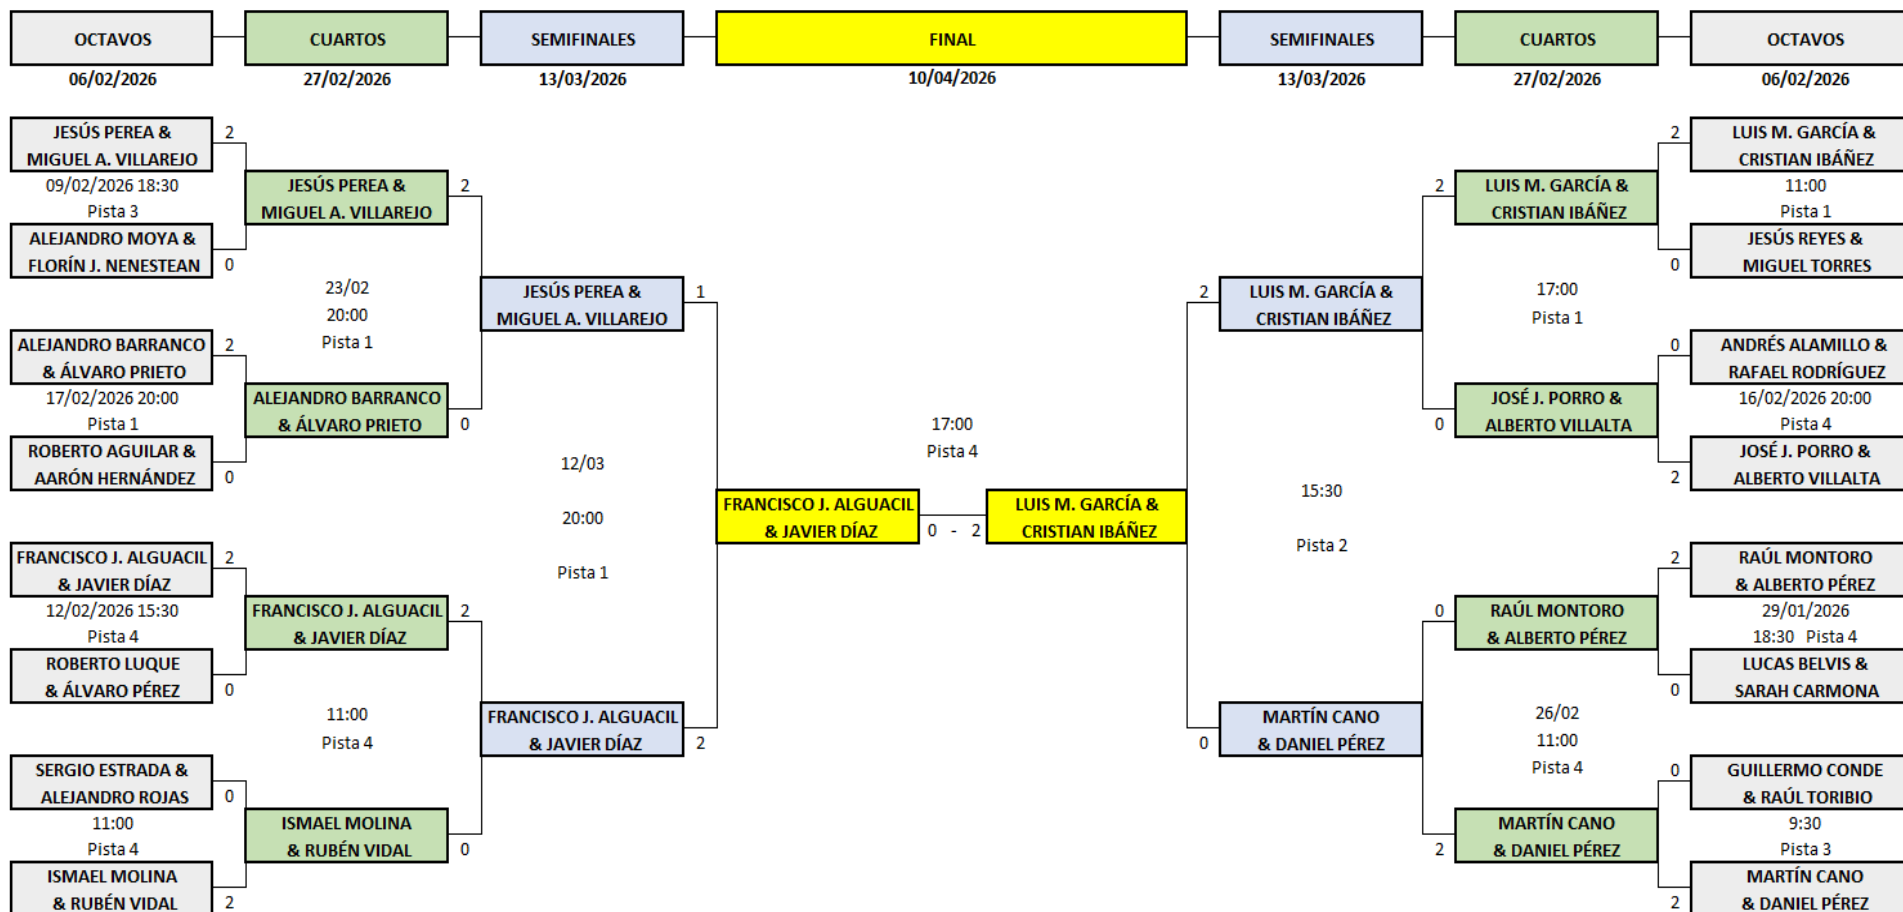 OCTAVOS
CUARTOS
SEMIFINALES
FINAL
SEMIFINALES
CUARTOS
OCTAVOS
06/02/2026
27/02/2026
13/03/2026
10/04/2026
13/03/2026
27/02/2026
06/02/2026
JESÚS PEREA &
MIGUEL A. VILLAREJO
2
09/02/2026 18:30
Pista 3
ALEJANDRO MOYA &
FLORÍN J. NENESTEAN
0
ALEJANDRO BARRANCO
& ÁLVARO PRIETO
2
17/02/2026 20:00
Pista 1
ROBERTO AGUILAR &
AARÓN HERNÁNDEZ
0
FRANCISCO J. ALGUACIL
& JAVIER DÍAZ
2
12/02/2026 15:30
Pista 4
ROBERTO LUQUE
& ÁLVARO PÉREZ
0
SERGIO ESTRADA &
ALEJANDRO ROJAS
0
11:00
Pista 4
ISMAEL MOLINA
& RUBÉN VIDAL
2
JESÚS PEREA &
MIGUEL A. VILLAREJO
2
23/02
20:00
Pista 1
ALEJANDRO BARRANCO
& ÁLVARO PRIETO
0
FRANCISCO J. ALGUACIL
& JAVIER DÍAZ
2
11:00
Pista 4
ISMAEL MOLINA
& RUBÉN VIDAL
0
JESÚS PEREA &
MIGUEL A. VILLAREJO
1
12/03
20:00
Pista 1
FRANCISCO J. ALGUACIL
& JAVIER DÍAZ
2
17:00
Pista 4
FRANCISCO J. ALGUACIL
& JAVIER DÍAZ
0 - 2
LUIS M. GARCÍA &
CRISTIAN IBÁÑEZ
2
LUIS M. GARCÍA &
CRISTIAN IBÁÑEZ
15:30
Pista 2
0
MARTÍN CANO
& DANIEL PÉREZ
2
LUIS M. GARCÍA &
CRISTIAN IBÁÑEZ
17:00
Pista 1
0
JOSÉ J. PORRO &
ALBERTO VILLALTA
0
RAÚL MONTORO
& ALBERTO PÉREZ
26/02
11:00
Pista 4
2
MARTÍN CANO
& DANIEL PÉREZ
2
LUIS M. GARCÍA &
CRISTIAN IBÁÑEZ
11:00
Pista 1
0
JESÚS REYES &
MIGUEL TORRES
0
ANDRÉS ALAMILLO &
RAFAEL RODRÍGUEZ
16/02/2026 20:00
Pista 4
2
JOSÉ J. PORRO &
ALBERTO VILLALTA
2
RAÚL MONTORO
& ALBERTO PÉREZ
29/01/2026
18:30 Pista 4
0
LUCAS BELVIS &
SARAH CARMONA
0
GUILLERMO CONDE
& RAÚL TORIBIO
9:30
Pista 3
2
MARTÍN CANO
& DANIEL PÉREZ